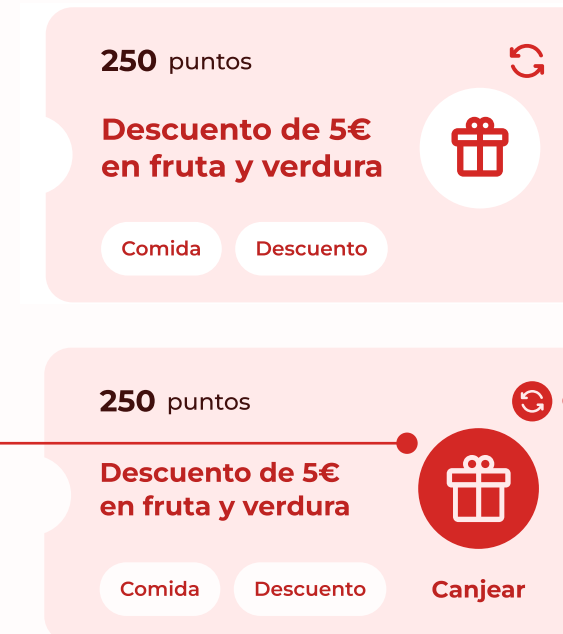 250 puntos
Descuento de 5€
en fruta y verdura
Comida Descuento
250 puntos
Descuento de 5€
en fruta y verdura
Comida Descuento Canjear